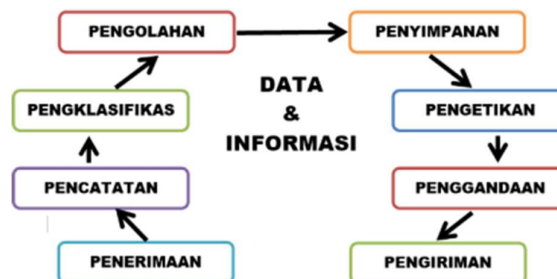 PENGOLAHAN
PENYIMPANAN
PENGKLASIFIKAS
DATA
&
INFORMASI
PENGETIKAN
PENCATATAN
PENGGANDAAN
PENERIMAAN
PENGIRIMAN